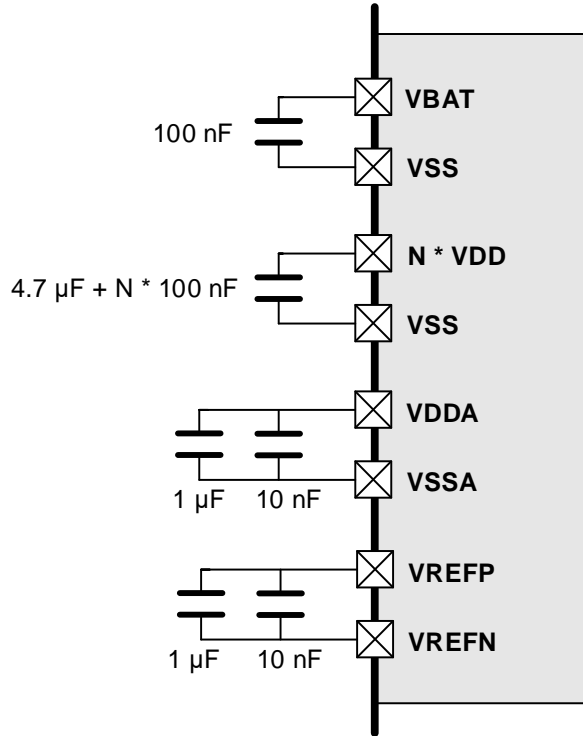 VBAT
100 nF
VSS
N * VDD
4.7 µF + N * 100 nF
VSS
VDDA
VSSA
1 µF 10 nF
VREFP
VREFN
1 µF 10 nF